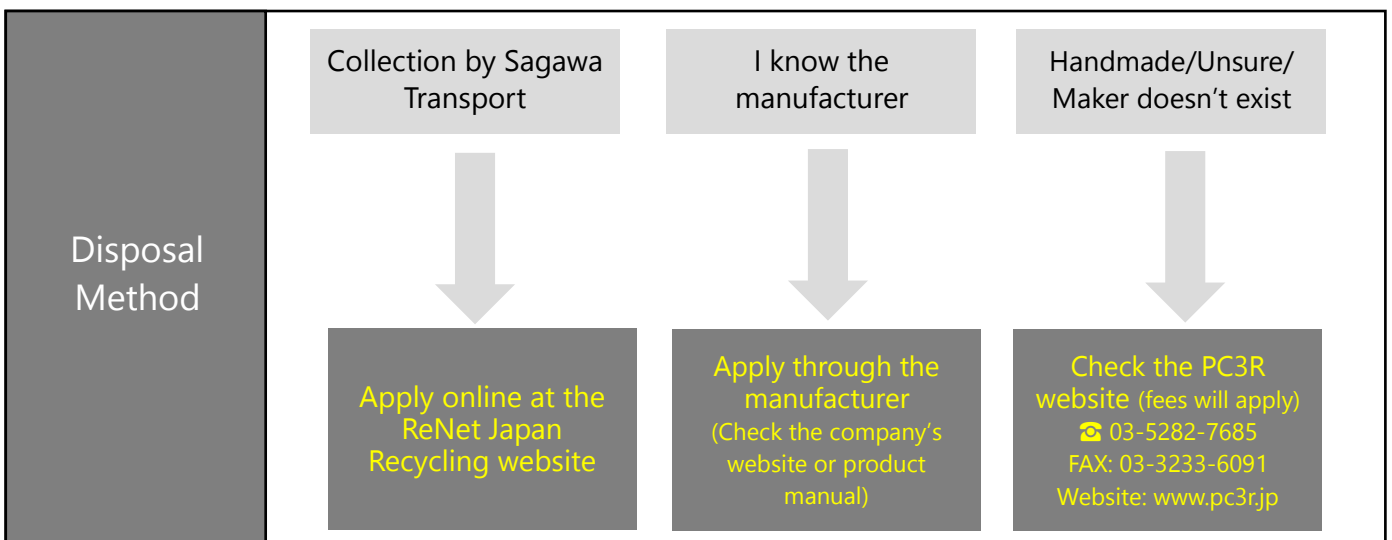 Disposal
Method
Collection by Sagawa
Transport
I know the
manufacturer
Handmade/Unsure/
Maker doesn’t exist
Apply online at the
ReNet Japan
Recycling website
Apply through the
manufacturer
(Check the company’s
website or product
manual)
Check the PC3R
website (fees will apply)
☎ 03-5282-7685
FAX: 03-3233-6091
Website: www.pc3r.jp